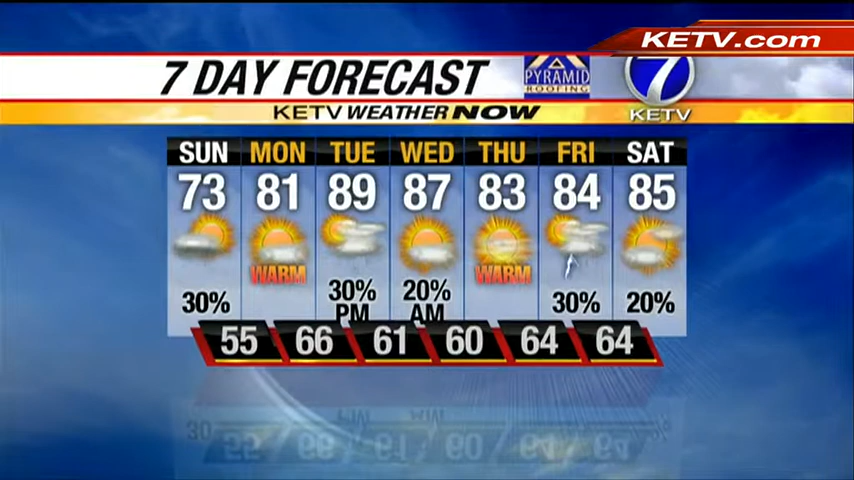 KETV.com
7 DAY FORECAST
PYRAMID
ROOFING
7
KETV
KETV WEATHER NOW
SUN MON TUE WED THU FRI SAT
73 81 89 87 83 84 85
WARM WARM
30% 30% 20% 30% 20%
PM AM
55 66 61 60 64 64